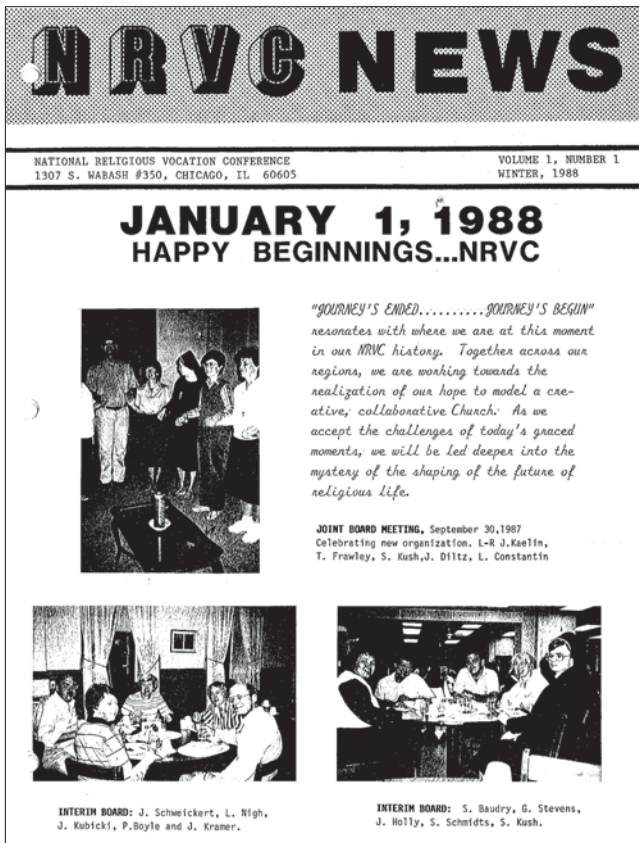 NRVC NEWS
NATIONAL RELIGIOUS VOCATION CONFERENCE
1307 S. WABASH #350, CHICAGO, IL 60605
VOLUME 1, NUMBER 1
WINTER, 1988
JANUARY 1, 1988
HAPPY BEGINNINGS...NRVC
"JOURNEY'S ENDED..........JOURNEY'S BEGUN"
resonates with where we are at this moment
in our NRVC history. Together across our
regions, we are working towards the
realization of our hope to model a cre-
ative, collaborative Church. As we
accept the challenges of today's graced
moments, we will be led deeper into the
mystery of the shaping of the future of
religious life.
JOINT BOARD MEETING, September 30,1987
Celebrating new organization. L-R J.Kaelin,
T. Frawley, S. Kush,J. Diltz, L. Constantin
INTERIM BOARD: J. Schweickert, L. Nigh,
J. Kubicki, P.Boyle and J. Kramer.
INTERIM BOARD: S. Baudry, G. Stevens,
J. Holly, S. Schmidts, S. Kush.